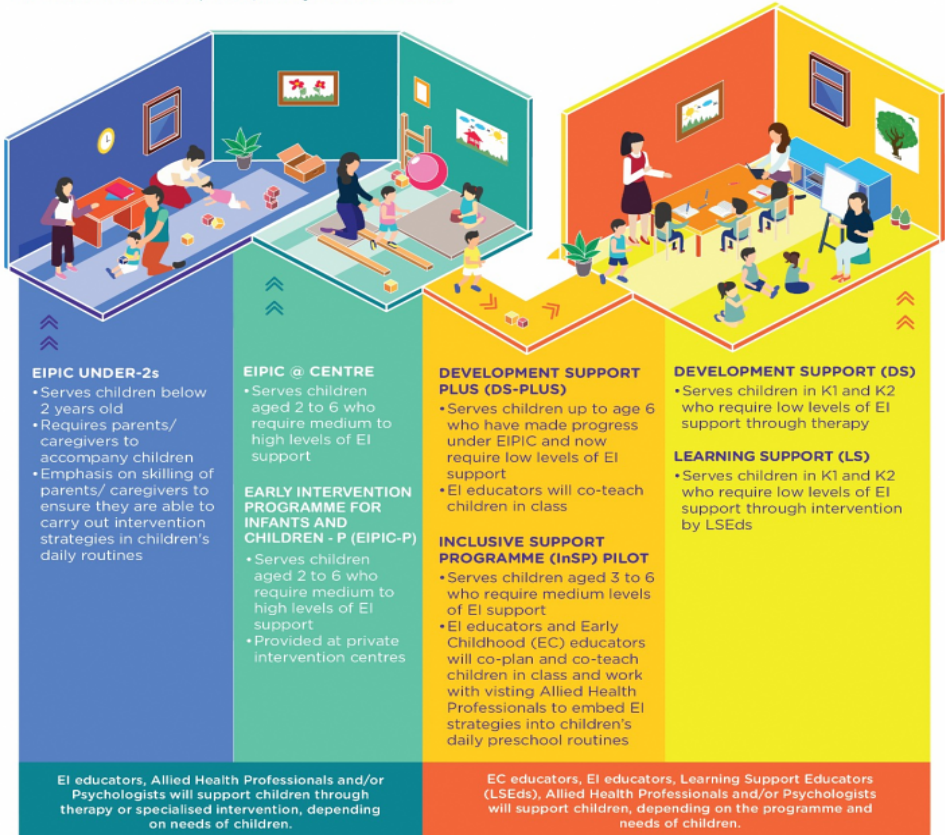 EIPIC UNDER-2s
• Serves children below
2 years old
• Requires parents/
caregivers to
accompany children
• Emphasis on skilling of
parents/ caregivers to
ensure they are able to
carry out intervention
strategies in children's
daily routines
EIPIC @ CENTRE
• Serves children
aged 2 to 6 who
require medium to
high levels of EI
support
EARLY INTERVENTION
PROGRAMME FOR
INFANTS AND
CHILDREN - P (EIPIC-P)
• Serves children
aged 2 to 6 who
require medium to
high levels of EI
support
• Provided at private
intervention centres
DEVELOPMENT SUPPORT
PLUS (DS-PLUS)
• Serves children up to age 6
who have made progress
under EIPIC and now
require low levels of EI
support
• EI educators will co-teach
children in class
INCLUSIVE SUPPORT
PROGRAMME (InSP) PILOT
• Serves children aged 3 to 6
who require medium levels
of EI support
• EI educators and Early
Childhood (EC) educators
will co-plan and co-teach
children in class and work
with visting Allied Health
Professionals to embed EI
strategies into children's
daily preschool routines
DEVELOPMENT SUPPORT (DS)
• Serves children in K1 and K2
who require low levels of EI
support through therapy
LEARNING SUPPORT (LS)
• Serves children in K1 and K2
who require low levels of EI
support through intervention
by LSEds
EI educators, Allied Health Professionals and/or
Psychologists will support children through
therapy or specialised intervention, depending
on needs of children.
EC educators, EI educators, Learning Support Educators
(LSEds), Allied Health Professionals and/or Psychologists
will support children, depending on the programme and
needs of children.